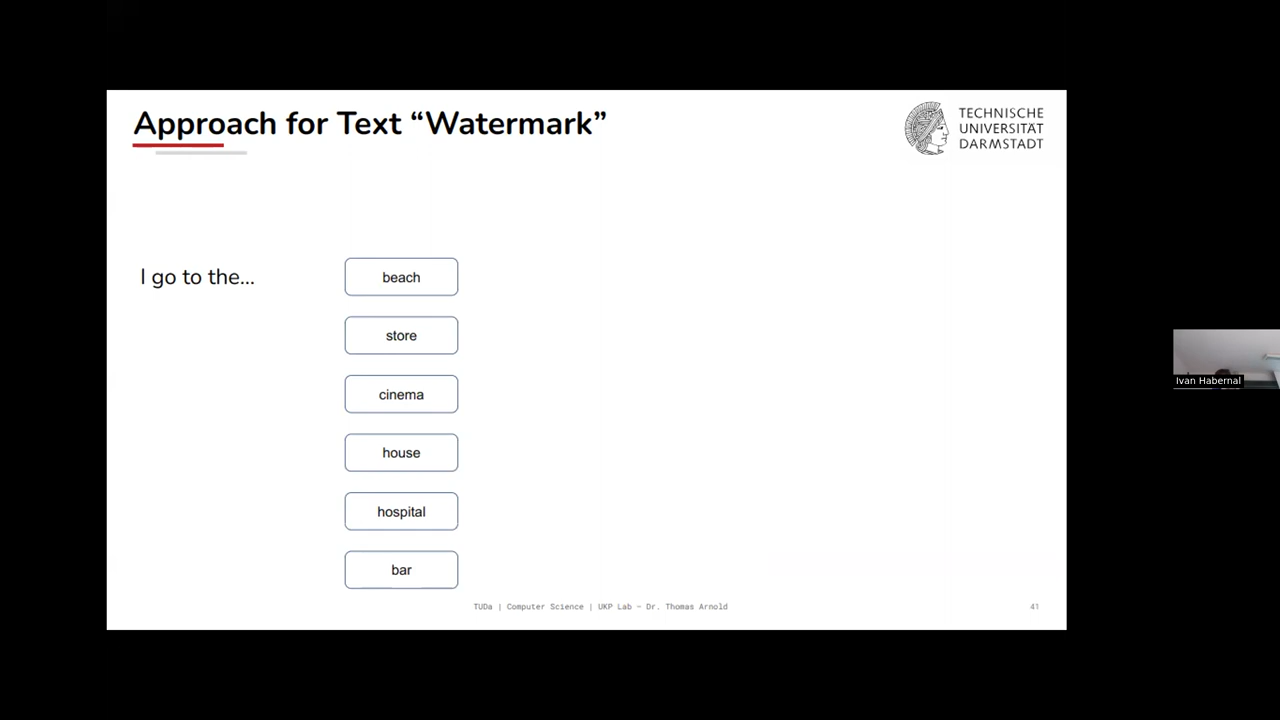 Approach for Text “Watermark”
TECHNISCHE
UNIVERSITÄT
DARMSTADT
I go to the...
beach
store
cinema
house
hospital
bar
TUDa | Computer Science | UKP Lab – Dr. Thomas Arnold
41
Ivan Habernal